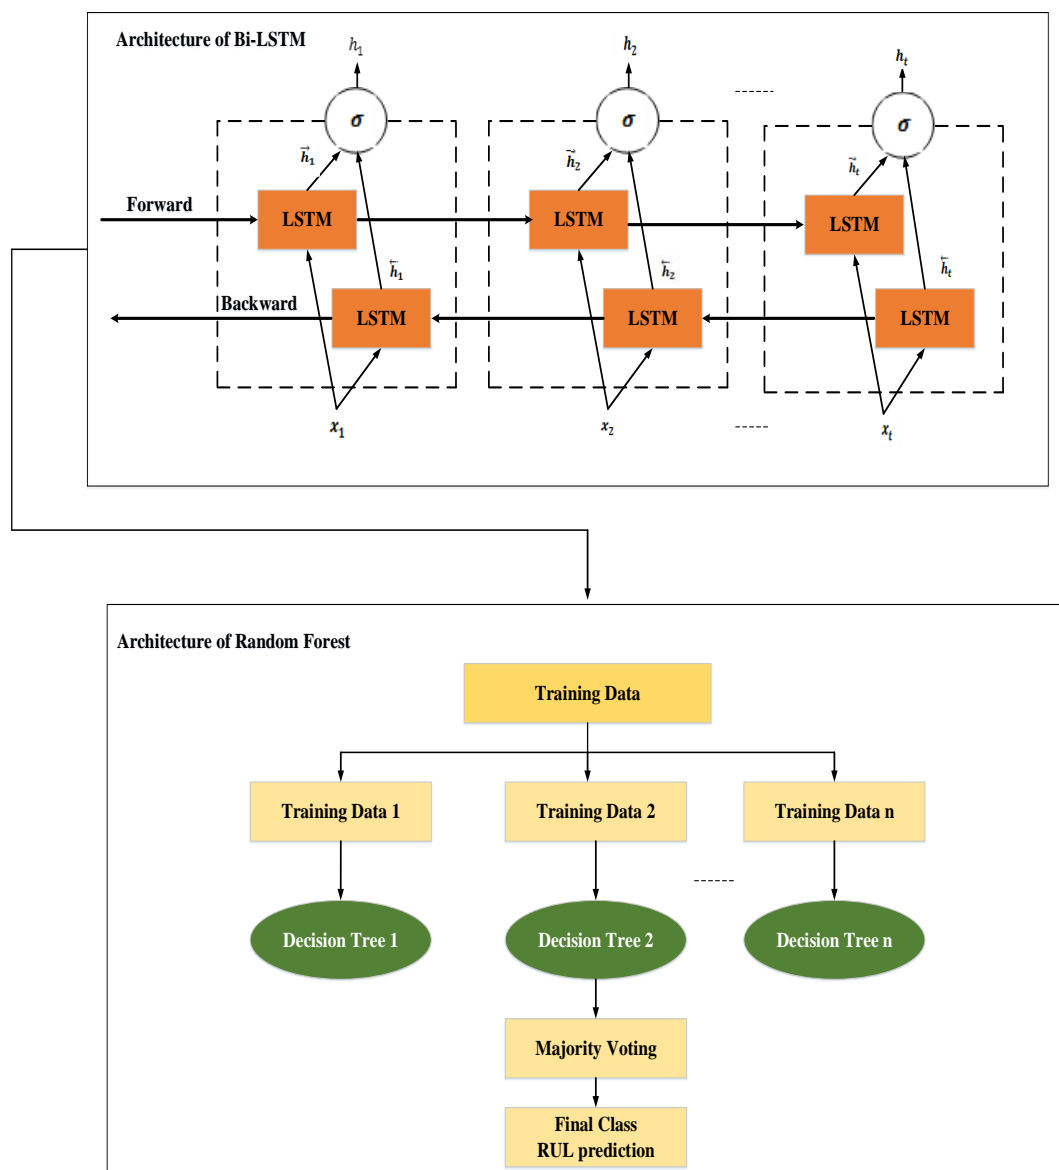 Architecture of Bi-LSTM
h₁
h₂
hₜ
σ
σ
σ
h⃗₁
h⃗₂
h⃗ₜ
Forward
LSTM
LSTM
LSTM
h⃖₁
h⃖₂
h⃖ₜ
Backward
LSTM
LSTM
LSTM
x₁
x₂
xₜ
Architecture of Random Forest
Training Data
Training Data 1
Training Data 2
Training Data n
Decision Tree 1
Decision Tree 2
Decision Tree n
Majority Voting
Final Class
RUL prediction